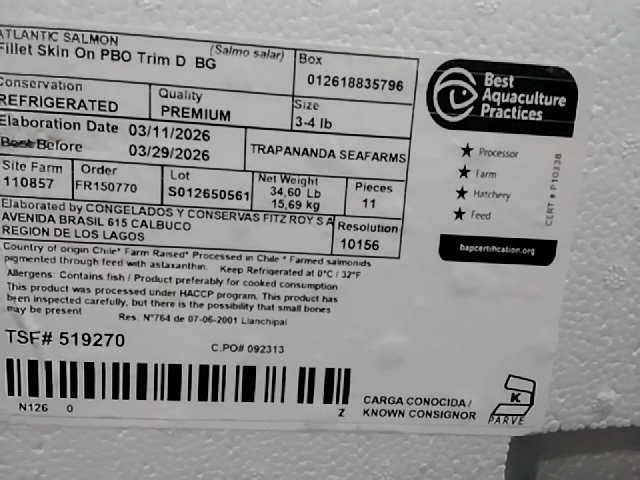 ATLANTIC SALMON
(Salmo salar)
Fillet Skin On PBO Trim D BG
Box
012618835796
Conservation
REFRIGERATED
Quality
PREMIUM
Size
3-4 lb
Elaboration Date 03/11/2026
Best Before 03/29/2026
TRAPANANDA SEAFARMS
Site Farm
110857
Order
FR150770
Lot
S012650561
Net Weight
34,60 Lb
15,69 kg
Pieces
11
Elaborated by CONGELADOS Y CONSERVAS FITZ ROY S A
AVENIDA BRASIL 615 CALBUCO
REGION DE LOS LAGOS
Resolution
10156
Country of origin Chile* Farm Raised* Processed in Chile * Farmed salmonids
pigmented through feed with astaxanthin. Keep Refrigerated at 0°C / 32°F
Allergens: Contains fish / Product preferably for cooked consumption
This product was processed under HACCP program. This product has
been inspected carefully, but there is the possibility that small bones
may be present
Res. N°764 de 07-06-2001 Llanchipal
TSF# 519270
C.PO# 092313
N126 0
Z
CARGA CONOCIDA /
KNOWN CONSIGNOR
K
PARVE
Best
Aquaculture
Practices
Processor
Farm
Hatchery
Feed
CERT # P10338
bapcertification.org